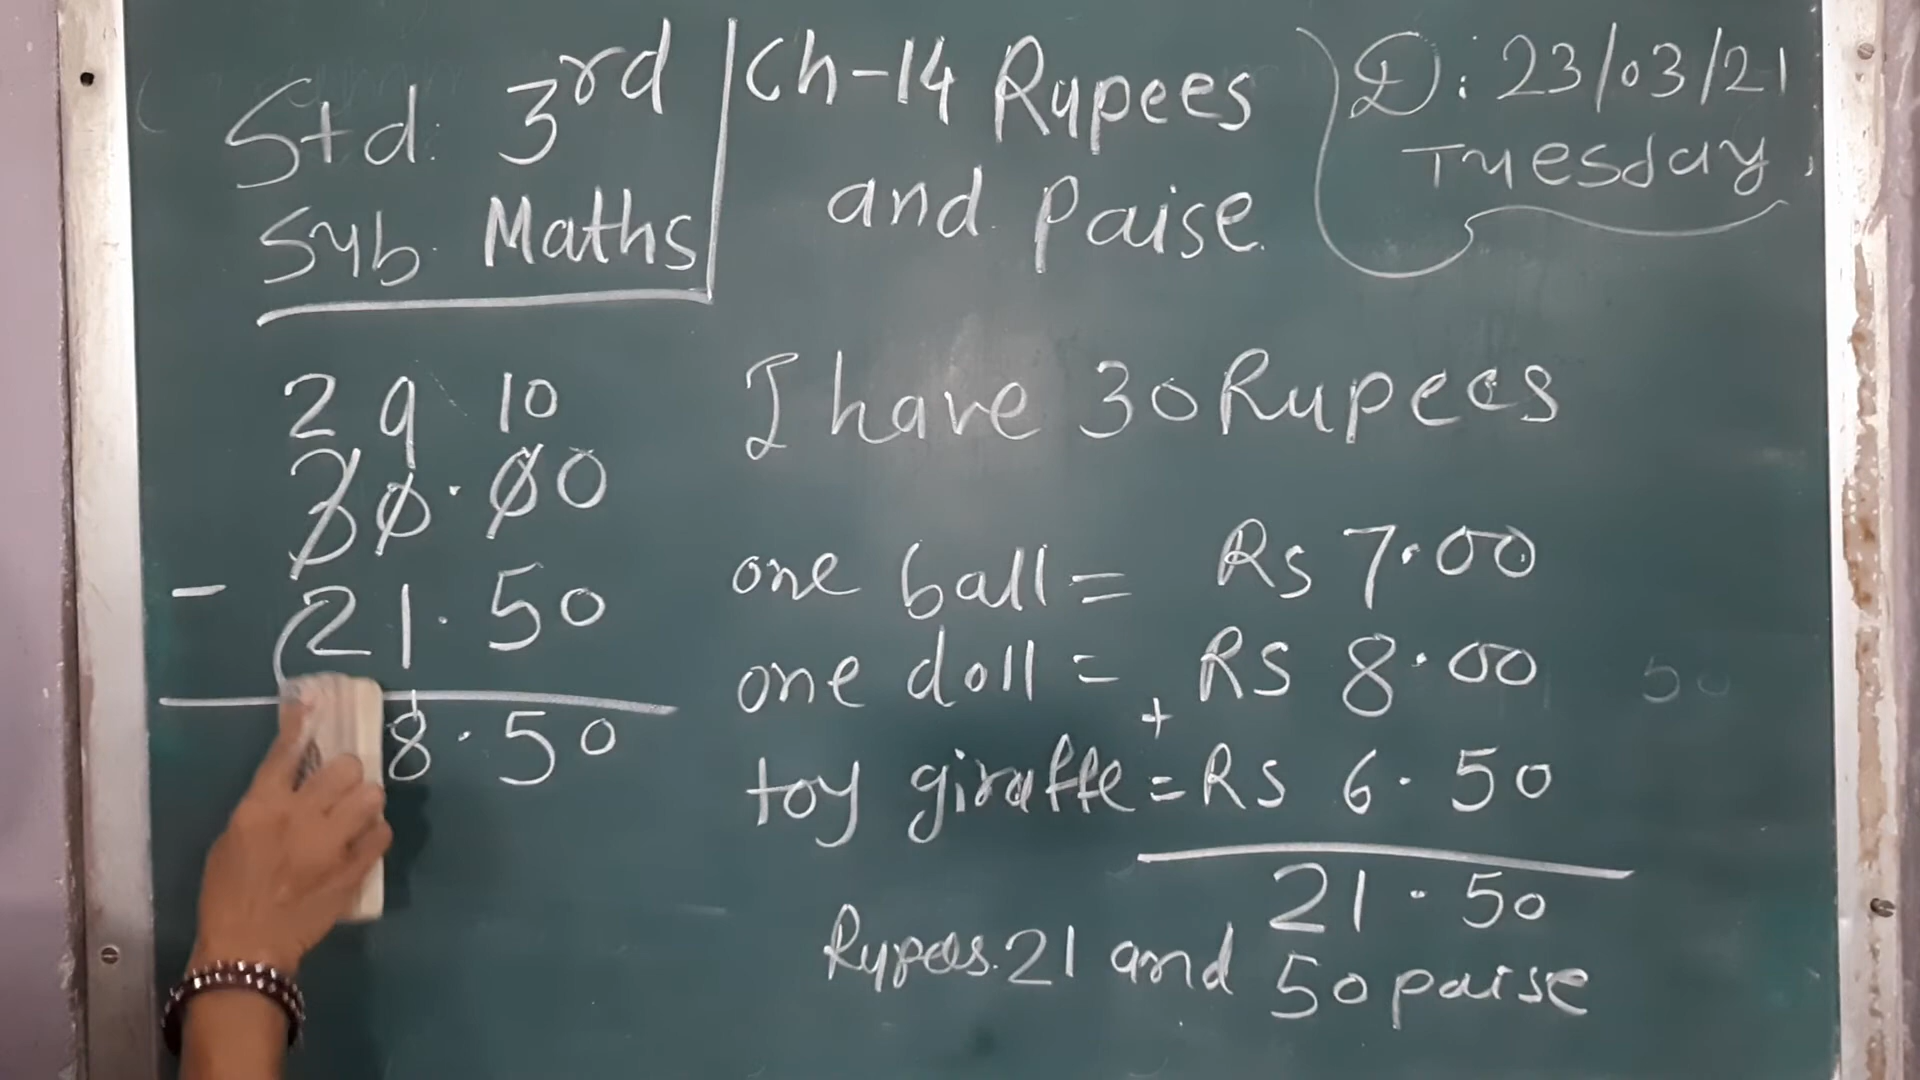 Std: 3rd
Sub. Maths
Ch-14 Rupees
and Paise.
D: 23/03/21
Tuesday
2 9 10
30.00
- 21.50
8.50
I have 30 Rupees
one ball = Rs 7.00
one doll = Rs 8.00
+
toy giraffe = Rs 6.50
21.50
Rupees.21 and 50 paise
50